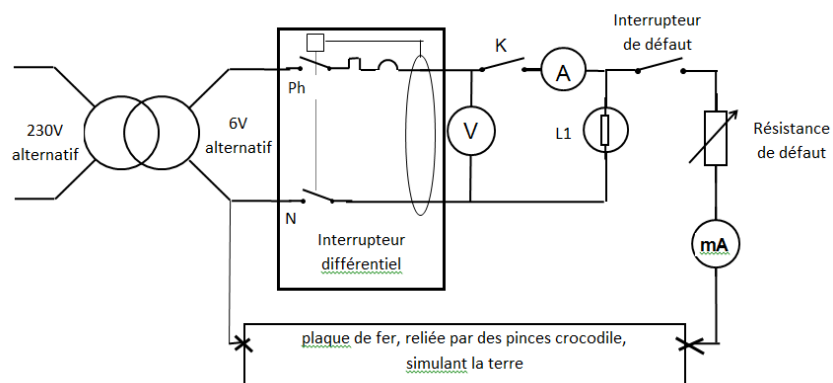 Interrupteur
de défaut
K
A
Ph
230V
alternatif
6V
alternatif
V
L1
Résistance
de défaut
N
Interrupteur
différentiel
mA
plaque de fer, reliée par des pinces crocodile,
simulant la terre